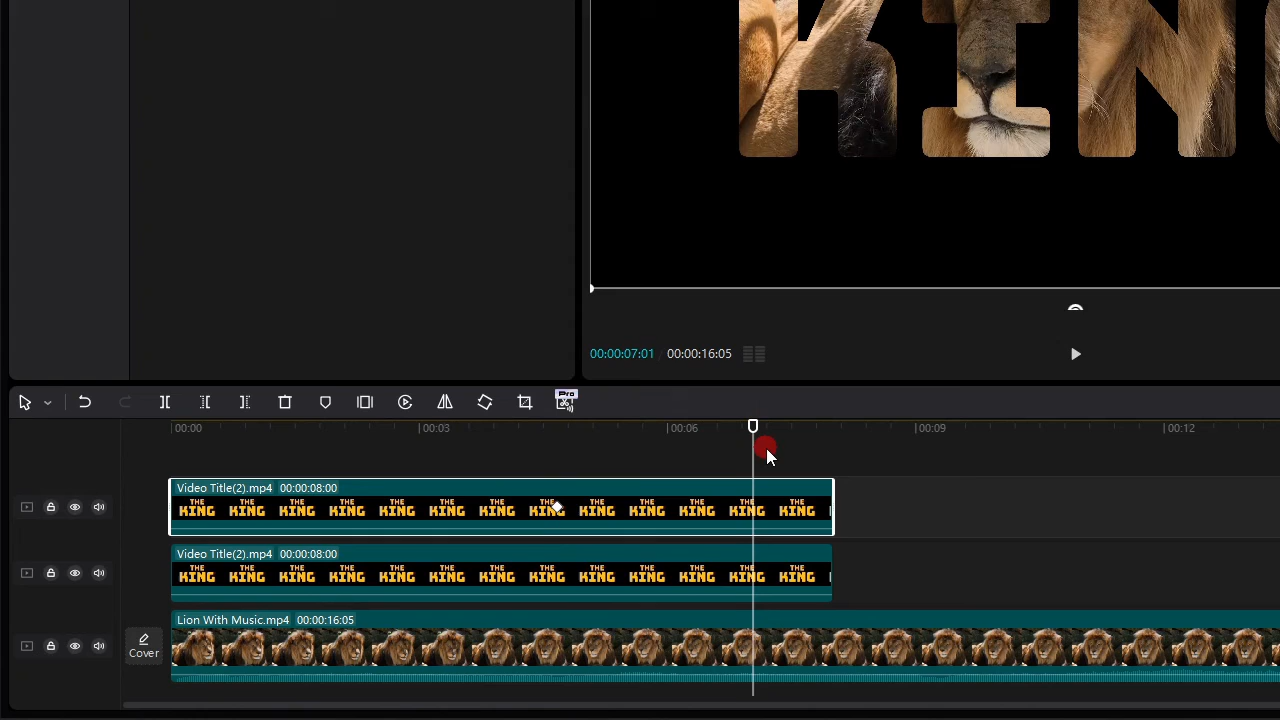 KING
00:00:07:01 00:00:16:05
Pro
00:00 00:03 00:06 00:09 00:12
Video Title(2).mp4 00:00:08:00
THE THE THE THE THE THE THE THE THE THE THE THE THE
KING KING KING KING KING KING KING KING KING KING KING KING KING
Video Title(2).mp4 00:00:08:00
THE THE THE THE THE THE THE THE THE THE THE THE THE
KING KING KING KING KING KING KING KING KING KING KING KING KING
Lion With Music.mp4 00:00:16:05
Cover